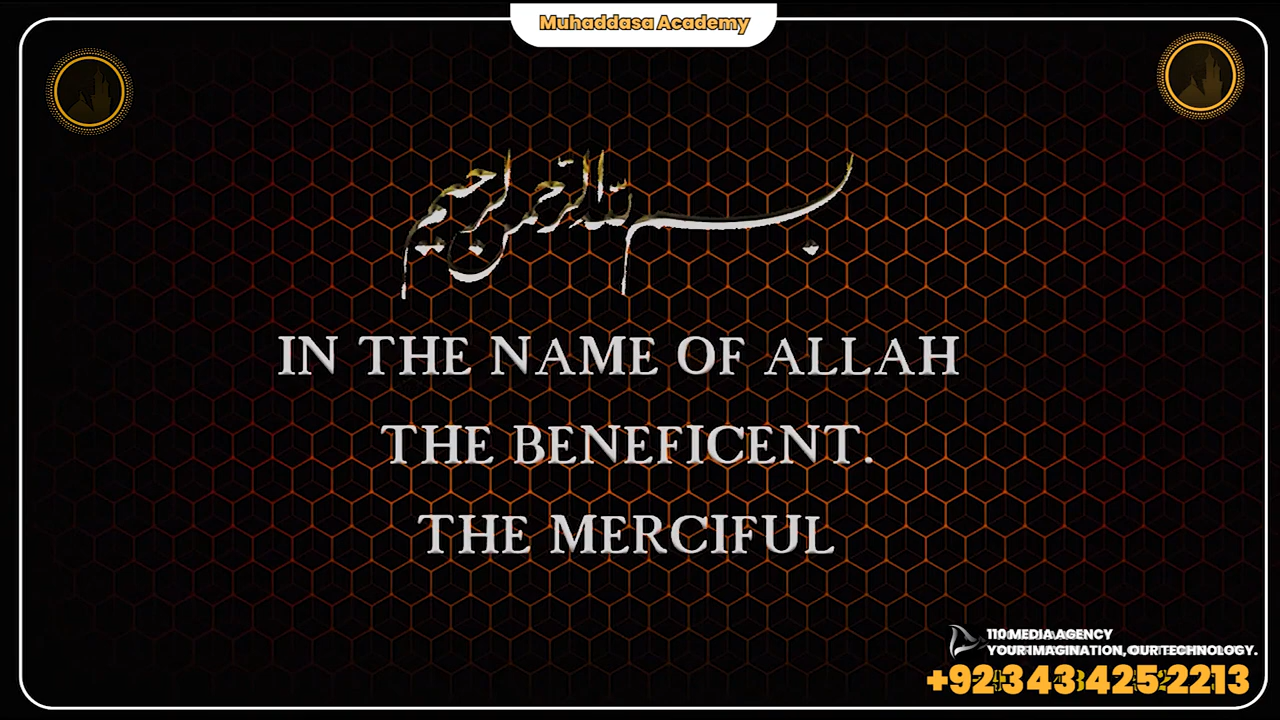 Muhaddasa Academy
بسم الله الرحمن الرحیم
IN THE NAME OF ALLAH
THE BENEFICENT.
THE MERCIFUL
110 MEDIA AGENCY
YOUR IMAGINATION, OUR TECHNOLOGY.
+92 343 425 2213